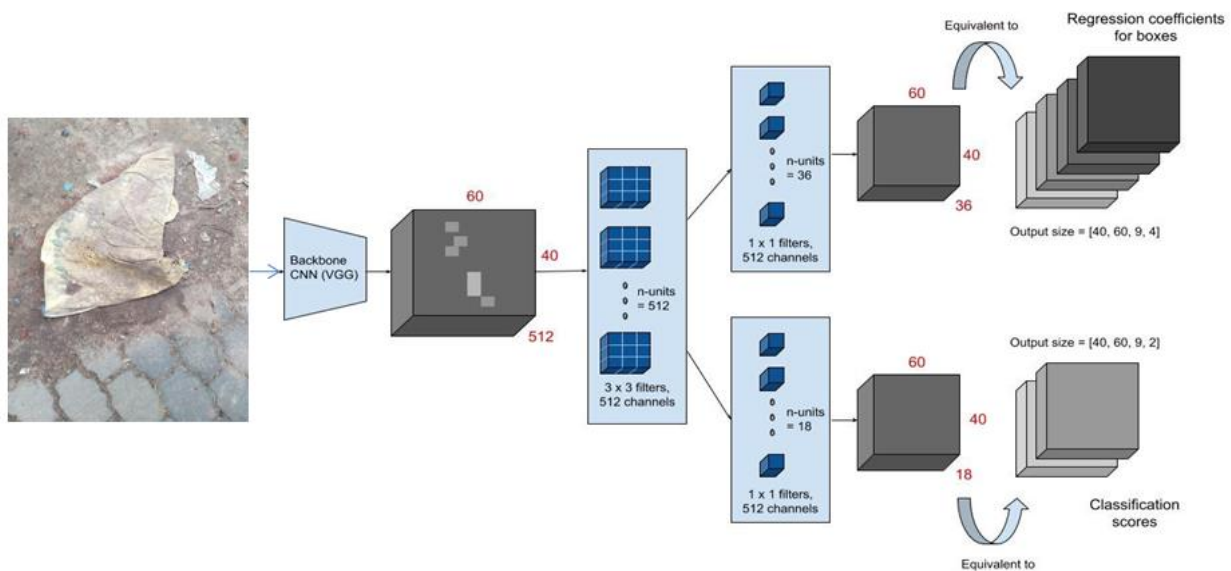 Backbone
CNN (VGG)
60
40
512
n-units
= 512
3 x 3 filters,
512 channels
n-units
= 36
1 x 1 filters,
512 channels
60
40
36
Equivalent to
Regression coefficients
for boxes
Output size = [40, 60, 9, 4]
n-units
= 18
1 x 1 filters,
512 channels
60
40
18
Output size = [40, 60, 9, 2]
Classification
scores
Equivalent to